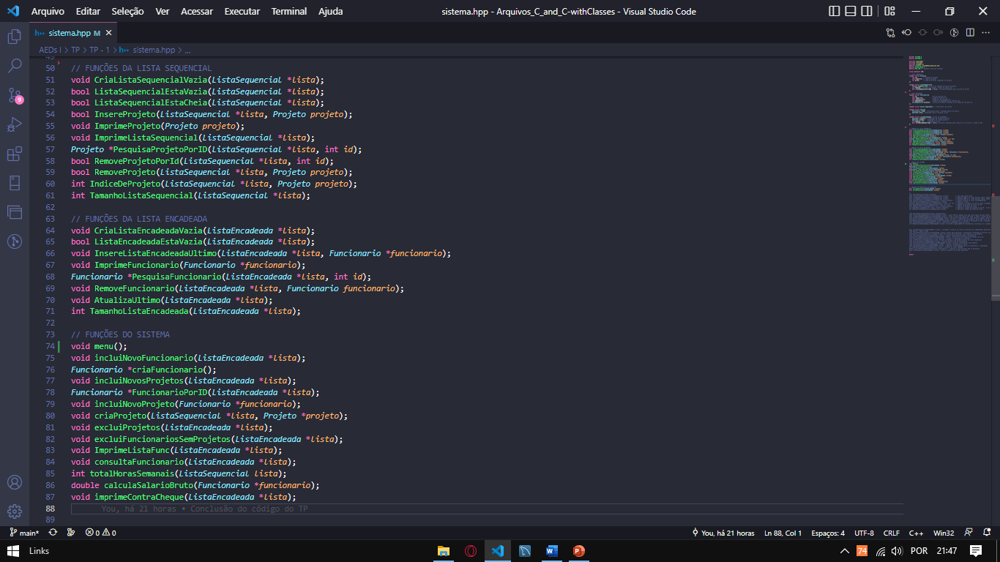 Arquivo Editar Seleção Ver Acessar Executar Terminal Ajuda sistema.hpp - Arquivos_C_and_C-withClasses - Visual Studio Code
sistema.hpp M
AEDs I > TP > TP - 1 > sistema.hpp > ...
49
50 // FUNÇÕES DA LISTA SEQUENCIAL
51 void CriaListaSequencialVazia(ListaSequencial *lista);
52 bool ListaSequencialEstaVazia(ListaSequencial *lista);
53 bool ListaSequencialEstaCheia(ListaSequencial *lista);
54 bool InsereProjeto(ListaSequencial *lista, Projeto projeto);
55 void ImprimeProjeto(Projeto projeto);
56 void ImprimeListaSequencial(ListaSequencial *lista);
57 Projeto *PesquisaProjetoPorID(ListaSequencial *lista, int id);
58 bool RemoveProjetoPorId(ListaSequencial *lista, int id);
59 bool RemoveProjeto(ListaSequencial *lista, Projeto projeto);
60 int IndiceDeProjeto(ListaSequencial *lista, Projeto projeto);
61 int TamanhoListaSequencial(ListaSequencial *lista);
62
63 // FUNÇÕES DA LISTA ENCADEADA
64 void CriaListaEncadeadaVazia(ListaEncadeada *lista);
65 bool ListaEncadeadaEstaVazia(ListaEncadeada *lista);
66 void InsereListaEncadeadaUltimo(ListaEncadeada *lista, Funcionario *funcionario);
67 void ImprimeFuncionario(Funcionario *funcionario);
68 Funcionario *PesquisaFuncionario(ListaEncadeada *lista, int id);
69 void RemoveFuncionario(ListaEncadeada *lista, Funcionario funcionario);
70 void AtualizaUltimo(ListaEncadeada *lista);
71 int TamanhoListaEncadeada(ListaEncadeada *lista);
72
73 // FUNÇÕES DO SISTEMA
74 void menu();
75 void incluiNovoFuncionario(ListaEncadeada *lista);
76 Funcionario *criaFuncionario();
77 void incluiNovosProjetos(ListaEncadeada *lista);
78 Funcionario *FuncionarioPorID(ListaEncadeada *lista);
79 void incluiNovoProjeto(Funcionario *funcionario);
80 void criaProjeto(ListaSequencial *lista, Projeto *projeto);
81 void excluiProjetos(ListaEncadeada *lista);
82 void excluiFuncionariosSemProjetos(ListaEncadeada *lista);
83 void ImprimeListaFunc(ListaEncadeada *lista);
84 void consultaFuncionario(ListaEncadeada *lista);
85 int totalHorasSemanais(ListaSequencial lista);
86 double calculaSalarioBruto(Funcionario *funcionario);
87 void imprimeContraCheque(ListaEncadeada *lista);
88 You, há 21 horas • Conclusão do código do TP
89
9
main* 0 0 You, há 21 horas Ln 88, Col 1 Espaços: 4 UTF-8 CRLF C++ Win32
Links 74 POR 21:47